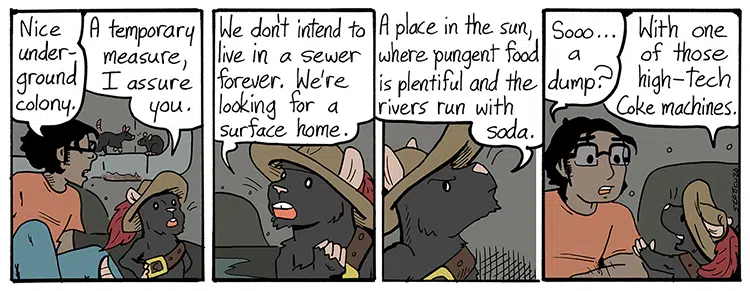 Nice
under-
ground
colony.
A temporary
measure,
I assure
you.
We don't intend to
live in a sewer
forever. We're
looking for a
surface home.
A place in the sun,
where pungent food
is plentiful and the
rivers run with
soda.
Sooo...
a
dump?
With one
of those
high-tech
Coke machines.